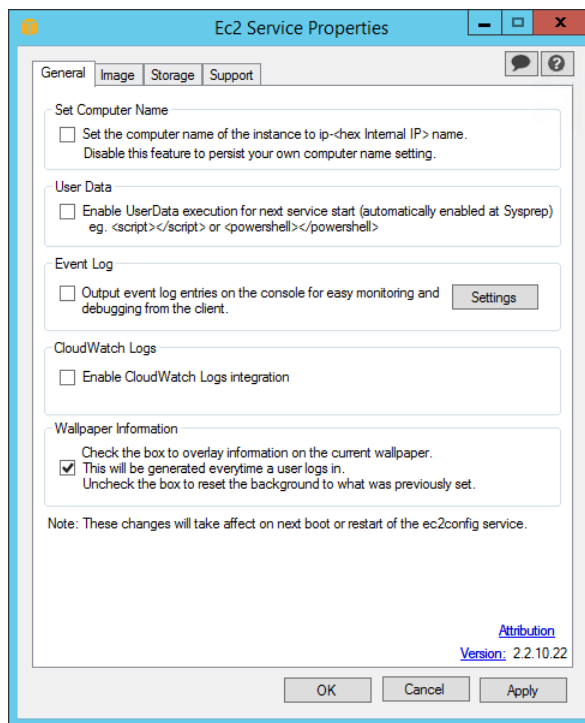 Ec2 Service Properties
General Image Storage Support
Set Computer Name
Set the computer name of the instance to ip-<hex Internal IP> name.
Disable this feature to persist your own computer name setting.
User Data
Enable UserData execution for next service start (automatically enabled at Sysprep)
eg. <script></script> or <powershell></powershell>
Event Log
Output event log entries on the console for easy monitoring and
debugging from the client.
Settings
CloudWatch Logs
Enable CloudWatch Logs integration
Wallpaper Information
Check the box to overlay information on the current wallpaper.
This will be generated everytime a user logs in.
Uncheck the box to reset the background to what was previously set.
Note: These changes will take affect on next boot or restart of the ec2config service.
Attribution
Version: 2.2.10.22
OK Cancel Apply